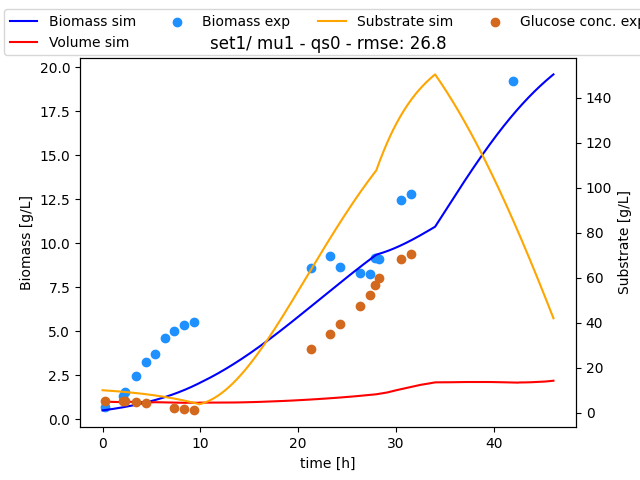 Biomass sim
Biomass exp
Substrate sim
Glucose conc. exp
Volume sim
set1/ mu1 - qs0 - rmse: 26.8
20.0
17.5
15.0
12.5
10.0
7.5
5.0
2.5
0.0
Biomass [g/L]
140
120
100
80
60
40
20
0
Substrate [g/L]
0
10
20
30
40
time [h]